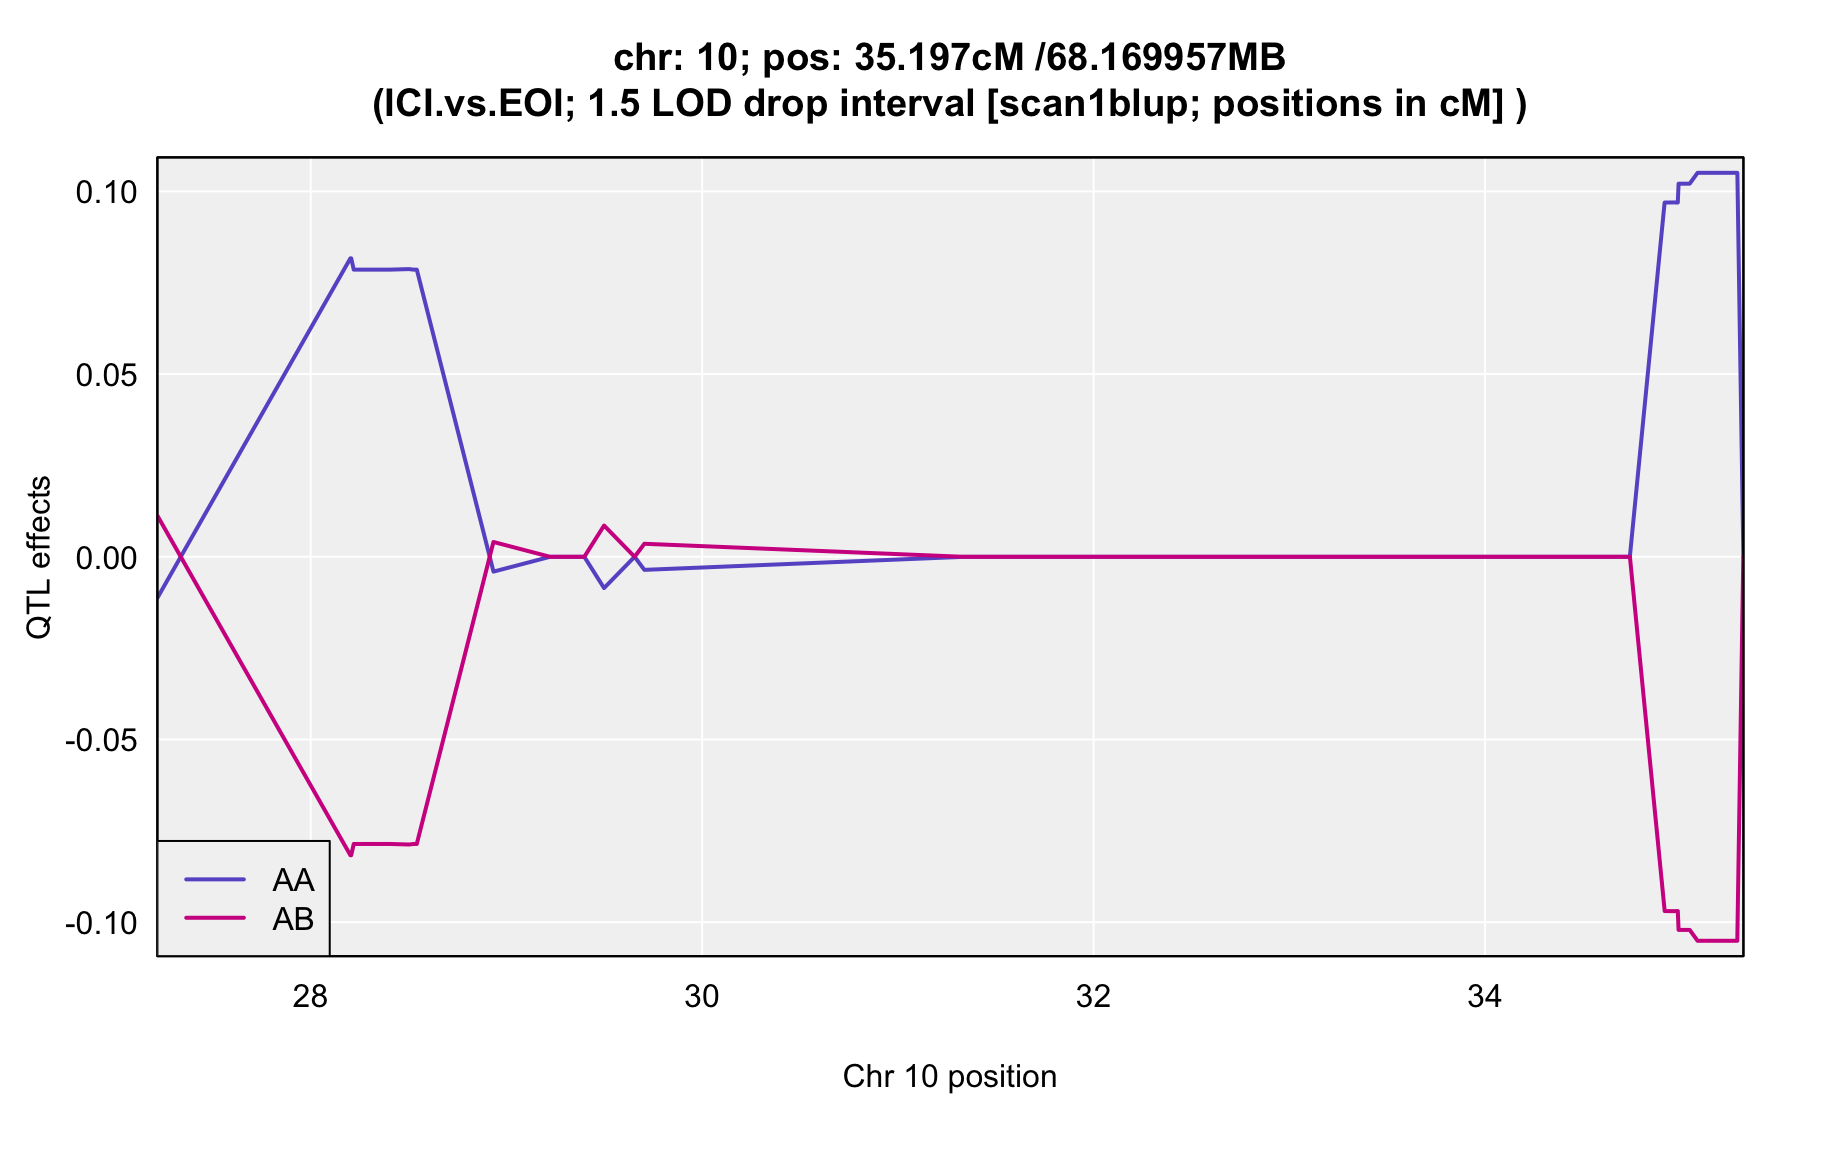 chr: 10; pos: 35.197cM /68.169957MB
(ICI.vs.EOI; 1.5 LOD drop interval [scan1blup; positions in cM] )
QTL effects
0.10
0.05
0.00
-0.05
-0.10
AA
AB
28 30 32 34
Chr 10 position